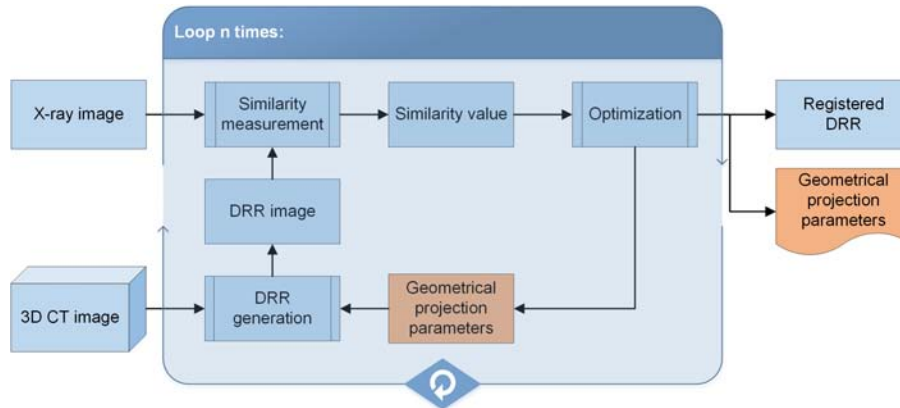 Loop n times:
X-ray image
Similarity
measurement
Similarity value
Optimization
Registered
DRR
Geometrical
projection
parameters
DRR image
3D CT image
DRR
generation
Geometrical
projection
parameters